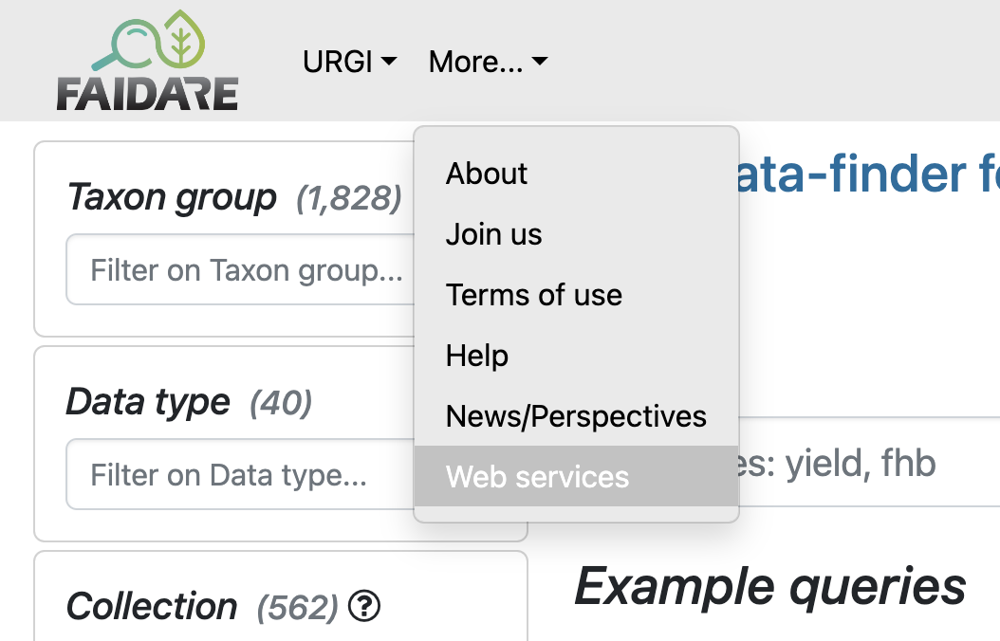 FAIDARE
URGI
More...
About
Join us
Terms of use
Help
News/Perspectives
Web services
Taxon group (1,828)
Filter on Taxon group...
Data type (40)
Filter on Data type...
Collection (562)
ata-finder fo
es: yield, fhb
Example queries